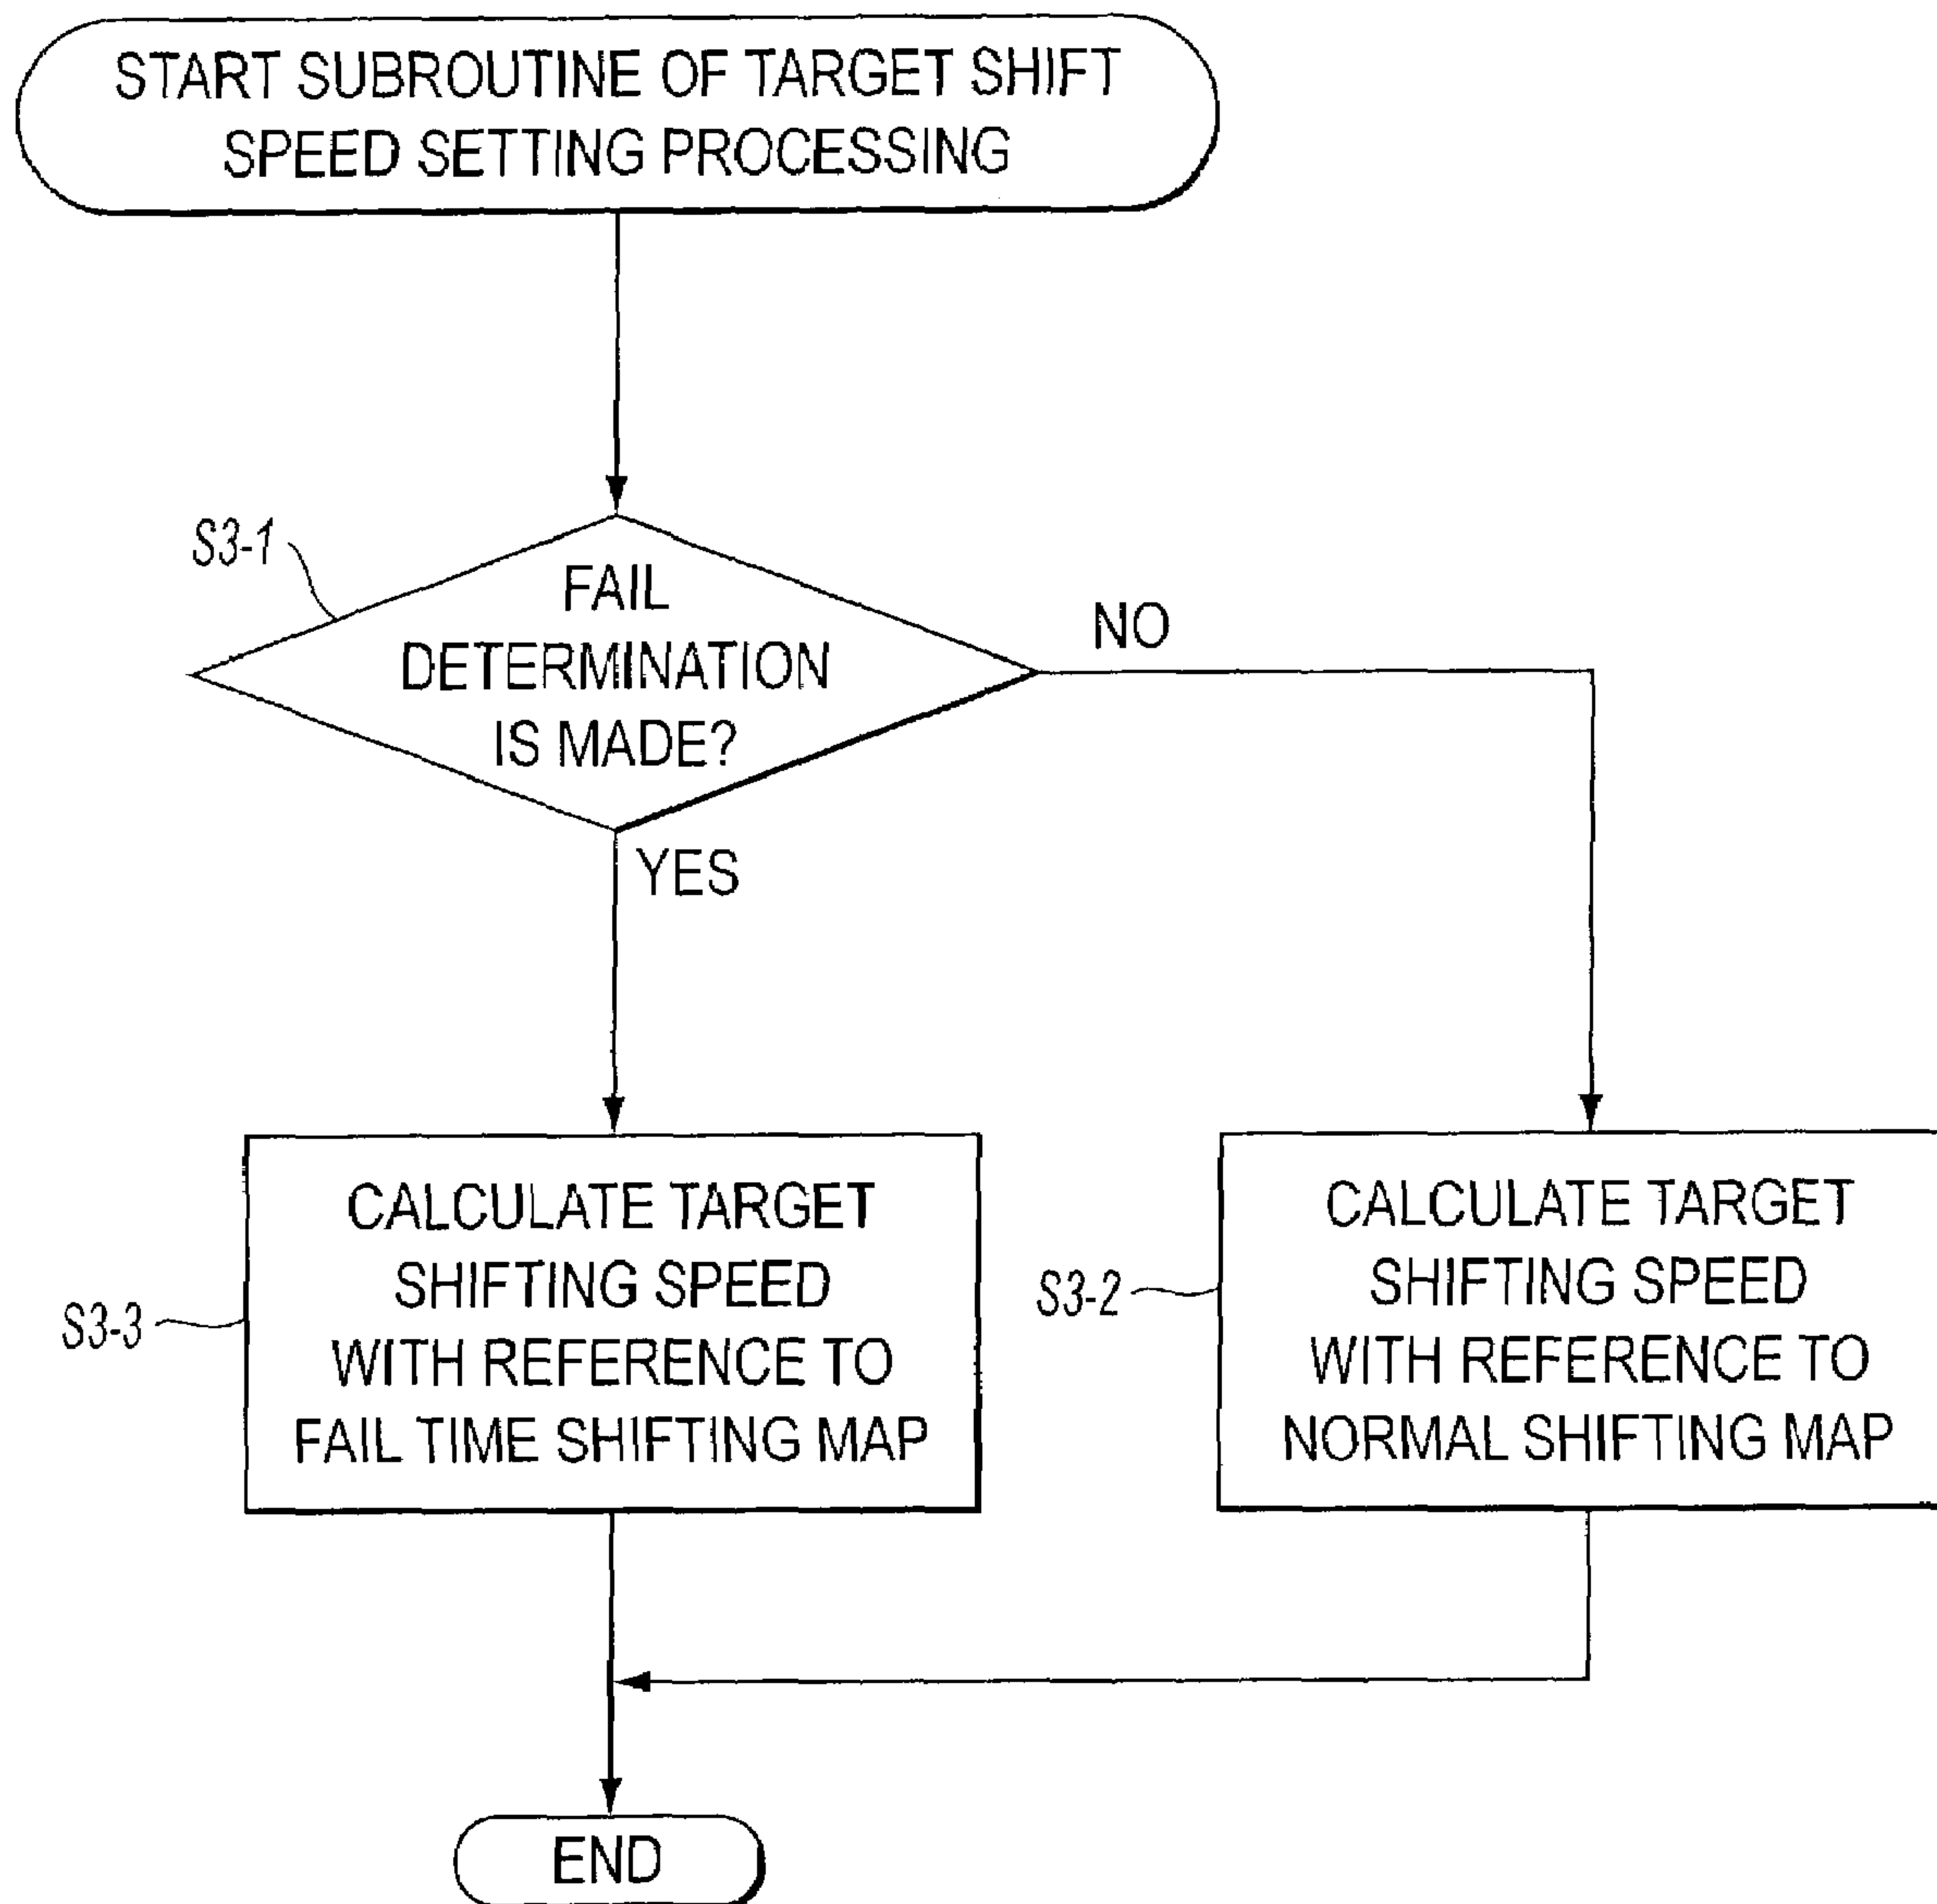 START SUBROUTINE OF TARGET SHIFT
SPEED SETTING PROCESSING
S3-1
FAIL
DETERMINATION
IS MADE?
NO
YES
S3-3
CALCULATE TARGET
SHIFTING SPEED
WITH REFERENCE TO
FAIL TIME SHIFTING MAP
S3-2
CALCULATE TARGET
SHIFTING SPEED
WITH REFERENCE TO
NORMAL SHIFTING MAP
END